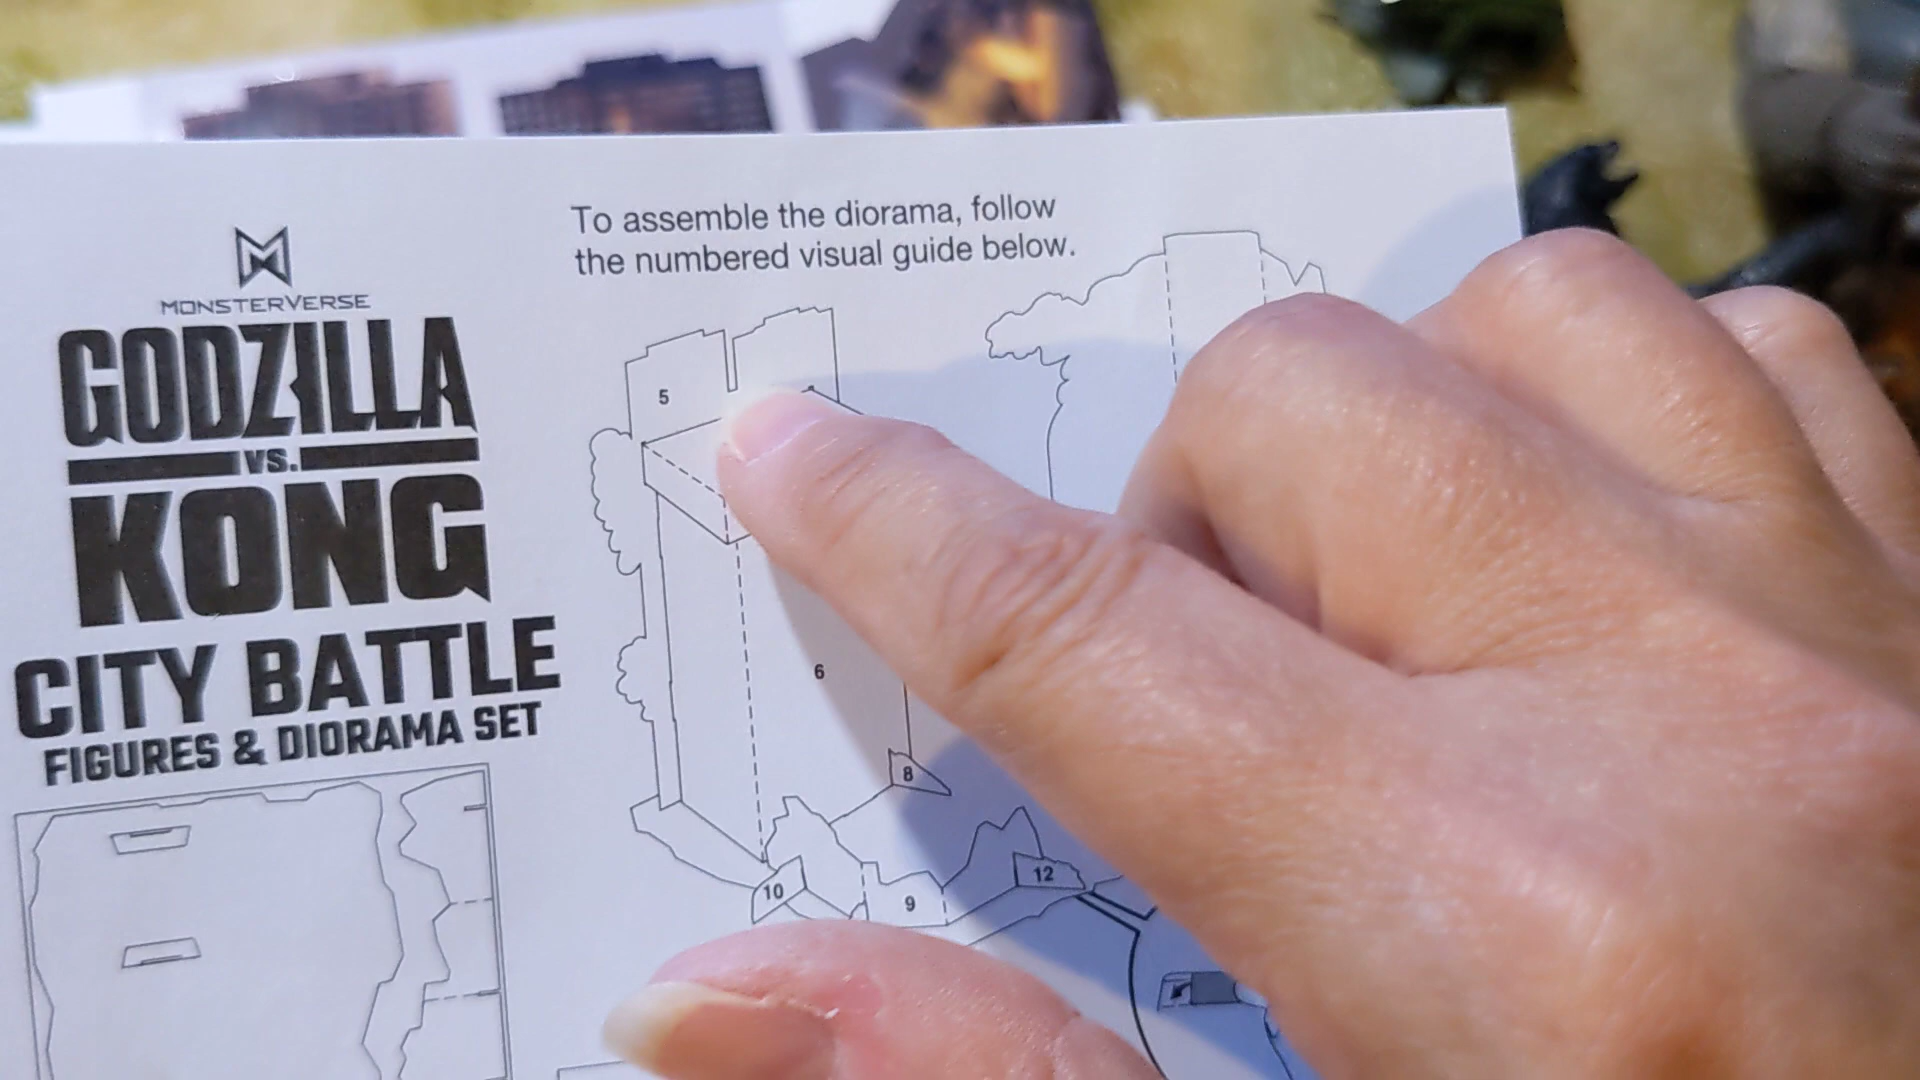 MONSTERVERSE
GODZILLA
VS.
KONG
CITY BATTLE
FIGURES & DIORAMA SET
To assemble the diorama, follow
the numbered visual guide below.
5
6
8
10
9
12